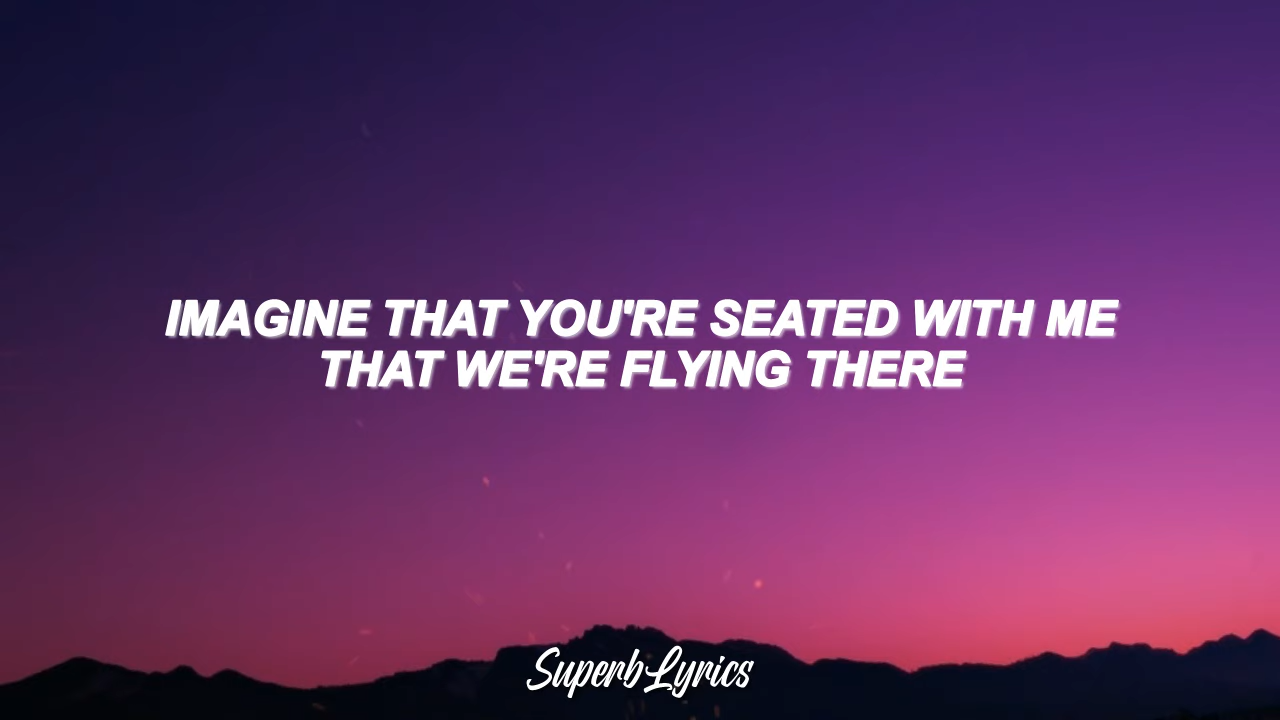 IMAGINE THAT YOU'RE SEATED WITH ME
THAT WE'RE FLYING THERE
SuperbLyrics